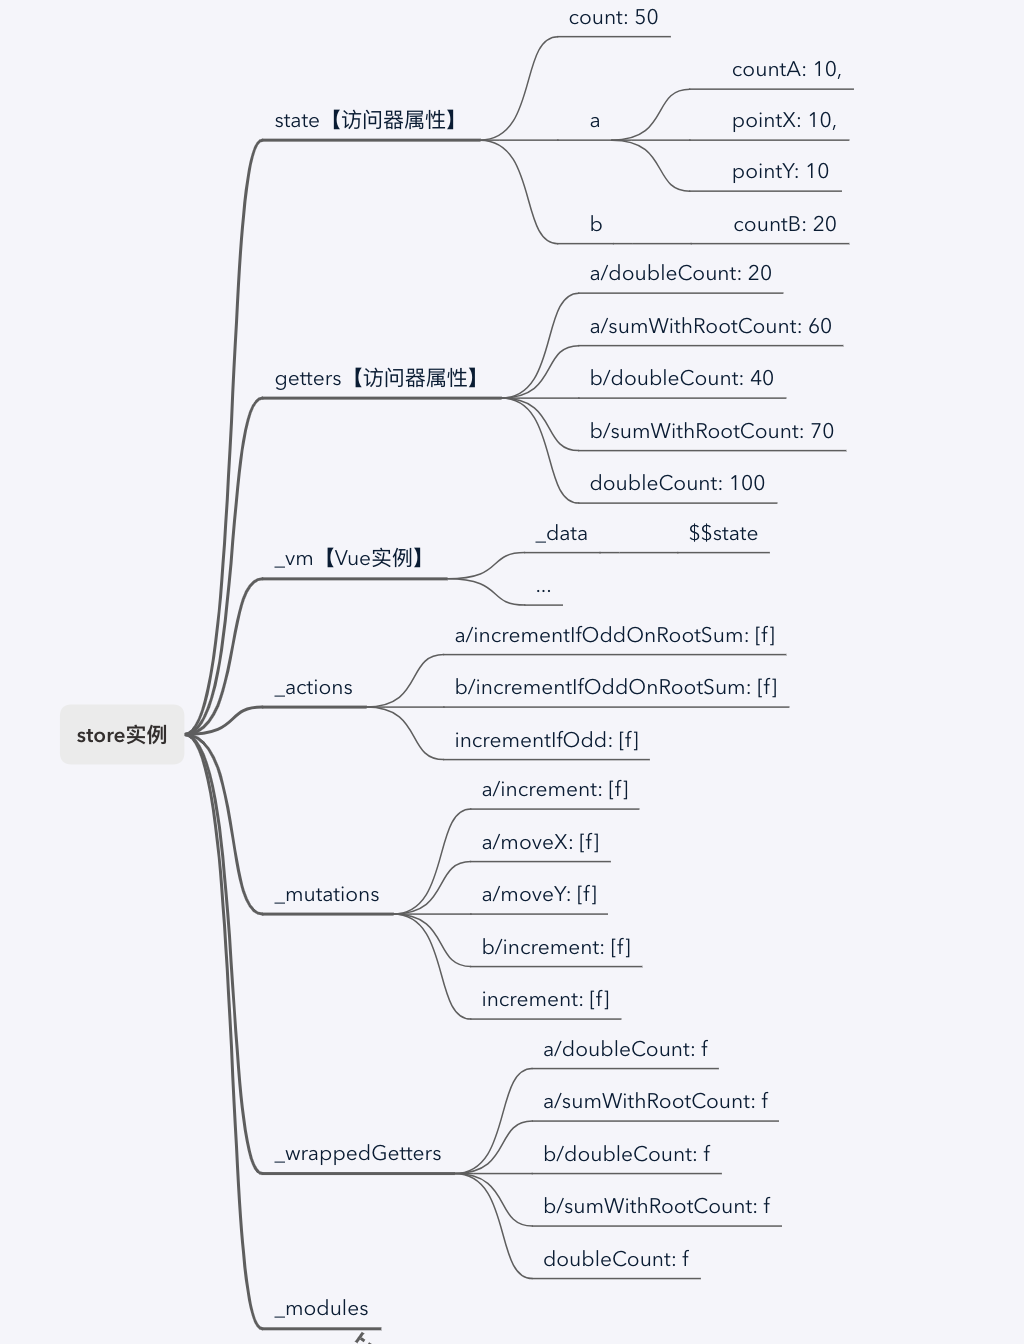 store实例
state【访问器属性】
count: 50
a
countA: 10,
pointX: 10,
pointY: 10
b
countB: 20
getters【访问器属性】
a/doubleCount: 20
a/sumWithRootCount: 60
b/doubleCount: 40
b/sumWithRootCount: 70
doubleCount: 100
_vm【Vue实例】
_data
$$state
...
_actions
a/incrementIfOddOnRootSum: [f]
b/incrementIfOddOnRootSum: [f]
incrementIfOdd: [f]
_mutations
a/increment: [f]
a/moveX: [f]
a/moveY: [f]
b/increment: [f]
increment: [f]
_wrappedGetters
a/doubleCount: f
a/sumWithRootCount: f
b/doubleCount: f
b/sumWithRootCount: f
doubleCount: f
_modules